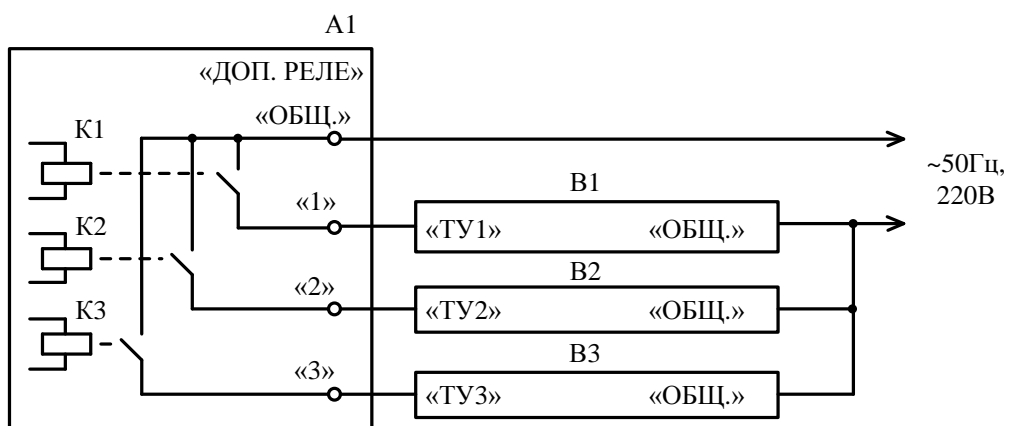 А1
«ДОП. РЕЛЕ»
«ОБЩ.»
К1
~50Гц,
220В
В1
«1»
«ТУ1» «ОБЩ.»
К2
В2
«2»
«ТУ2» «ОБЩ.»
К3
В3
«3»
«ТУ3» «ОБЩ.»